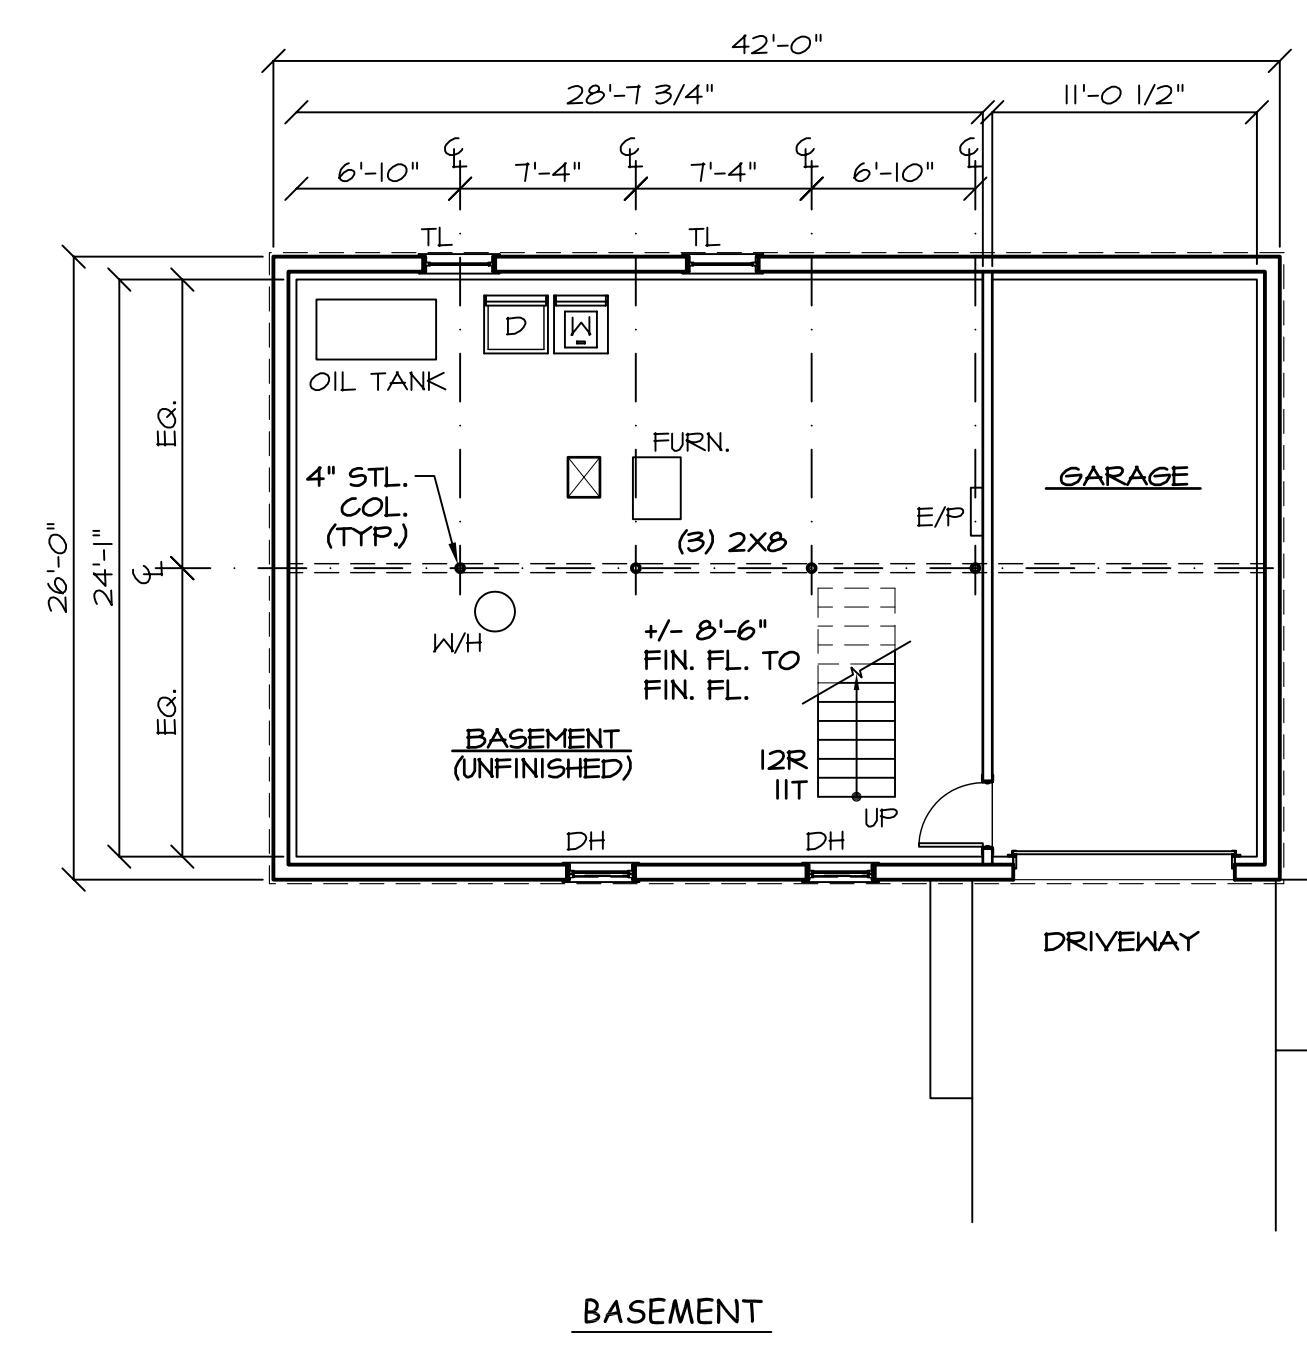 42'-0"
28'-7 3/4"
11'-0 1/2"
℄ ℄ ℄ ℄
6'-10" 7'-4" 7'-4" 6'-10"
TL TL
D W
OIL TANK
EQ.
FURN.
4" STL.
COL.
(TYP.)
GARAGE
E/P
(3) 2X8
26'-0"
24'-1"
℄
W/H
+/- 8'-6"
FIN. FL. TO
FIN. FL.
EQ.
BASEMENT
(UNFINISHED)
12R
11T
UP
DH DH
DRIVEWAY
BASEMENT